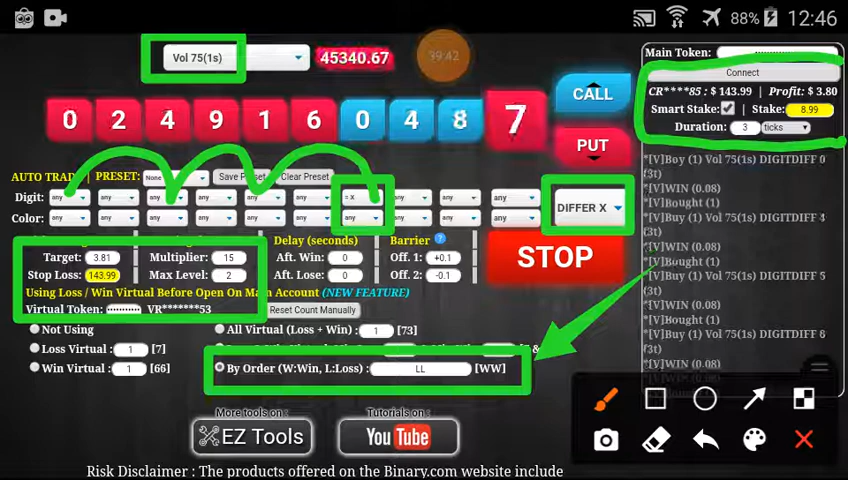 88% 12:46
Vol 75(1s) 45340.67 39:42
Main Token:
Connect
CR****85 : $ 143.99 | Profit: $ 3.80
Smart Stake: | Stake: 8.99
Duration: 3 ticks
0 2 4 9 1 6 0 4 8 7
CALL
PUT
AUTO TRAD | PRESET: None Save Preset Clear Preset
Digit: any any any any any any = X any any any
Color: any any any any any any any any any any
DIFFER X
Delay (seconds) Barrier ?
Target: 3.81 Multiplier: 15 Aft. Win: 0 Off. 1: +0.1
Stop Loss: 143.99 Max Level: 2 Aft. Loss: 0 Off. 2: -0.1
STOP
Using Loss / Win Virtual Before Open On Main Account (NEW FEATURE)
Virtual Token: VR*******53 Reset Count Manually
Not Using All Virtual (Loss + Win) : 1 [73]
Loss Virtual : 1 [7]
Win Virtual : 1 [66] By Order (W:Win, L:Loss) : LL [WW]
*[V]Buy (1) Vol 75(1s) DIGITDIFF 0
(3t)
*[V]WIN (0.08)
*[V]Bought (1)
*[V]Buy (1) Vol 75(1s) DIGITDIFF 4
(3t)
*[V]WIN (0.08)
*[V]Bought (1)
*[V]Buy (1) Vol 75(1s) DIGITDIFF 5
(3t)
*[V]WIN (0.08)
*[V]Bought (1)
*[V]Buy (1) Vol 75(1s) DIGITDIFF 6
(3t)
*[V]WIN (0.08)
More tools on : Tutorials on :
EZ Tools YouTube
Risk Disclaimer : The products offered on the Binary.com website include